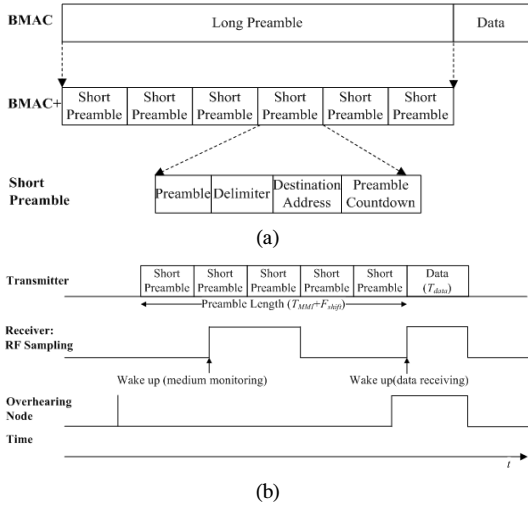 BMAC Long Preamble Data
BMAC+ Short Preamble Short Preamble Short Preamble Short Preamble Short Preamble Short Preamble
Short Preamble Preamble Delimiter Destination Address Preamble Countdown
(a)
Transmitter Short Preamble Short Preamble Short Preamble Short Preamble Short Preamble Data (Tdata)
Preamble Length (TMMI+Fshift)
Receiver: RF Sampling
Wake up (medium monitoring) Wake up(data receiving)
Overhearing Node
Time
t
(b)